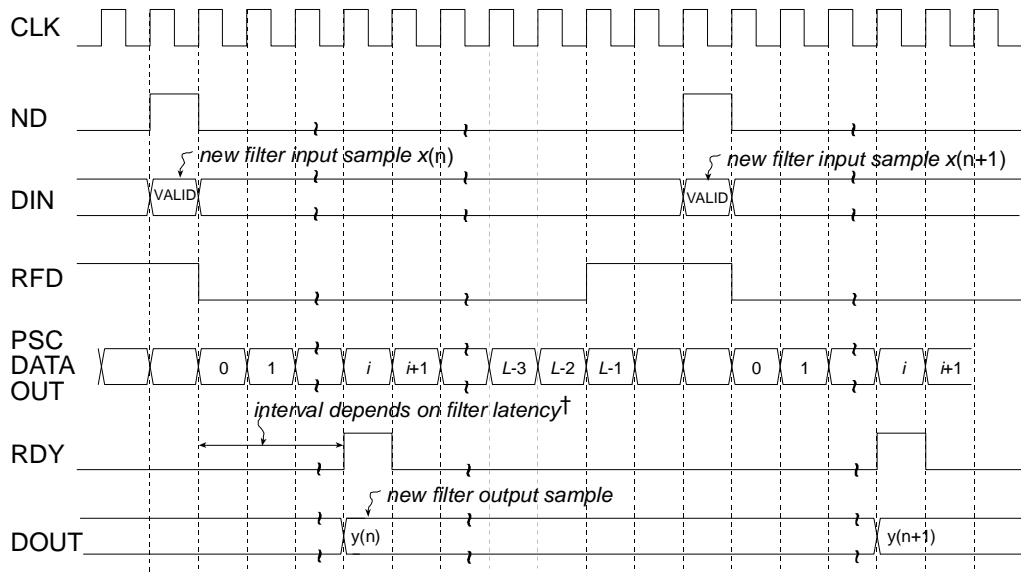 CLK
ND
new filter input sample x(n)
new filter input sample x(n+1)
DIN
VALID
VALID
RFD
PSC
DATA
OUT
0
1
i
i+1
L-3
L-2
L-1
0
1
i
i+1
interval depends on filter latency†
RDY
new filter output sample
DOUT
y(n)
y(n+1)